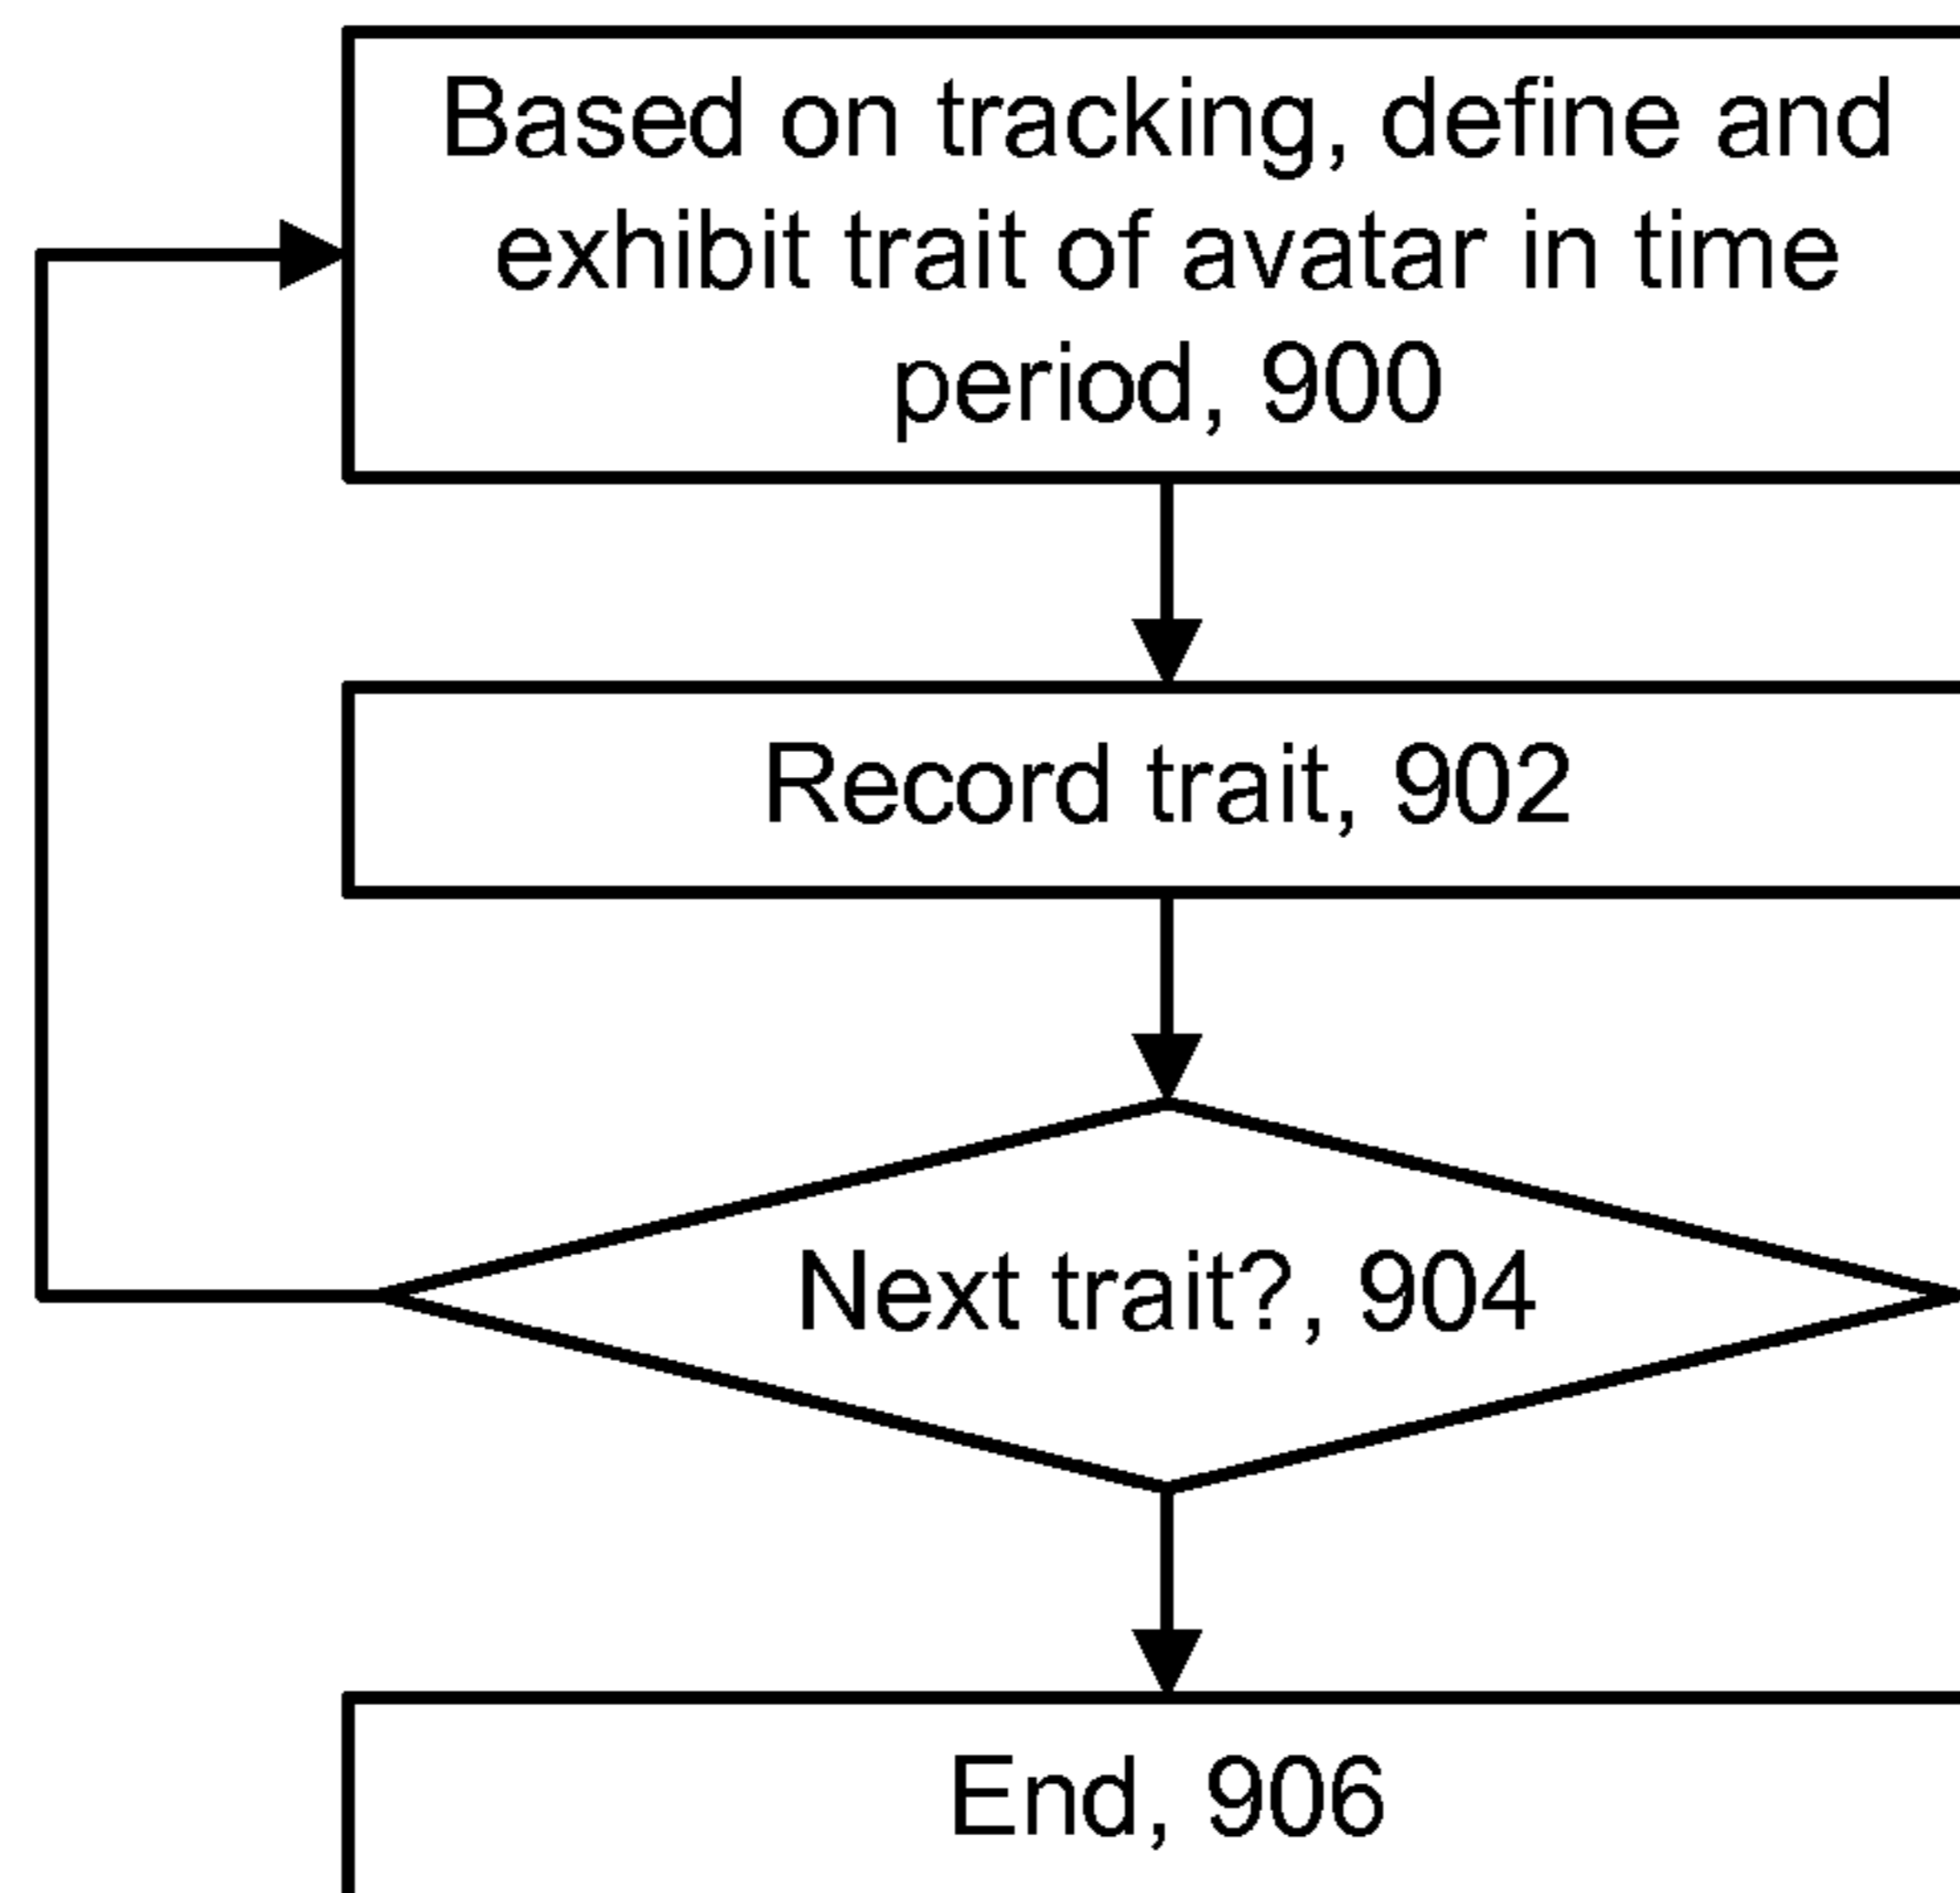 Based on tracking, define and
exhibit trait of avatar in time
period, 900
Record trait, 902
Next trait?, 904
End, 906